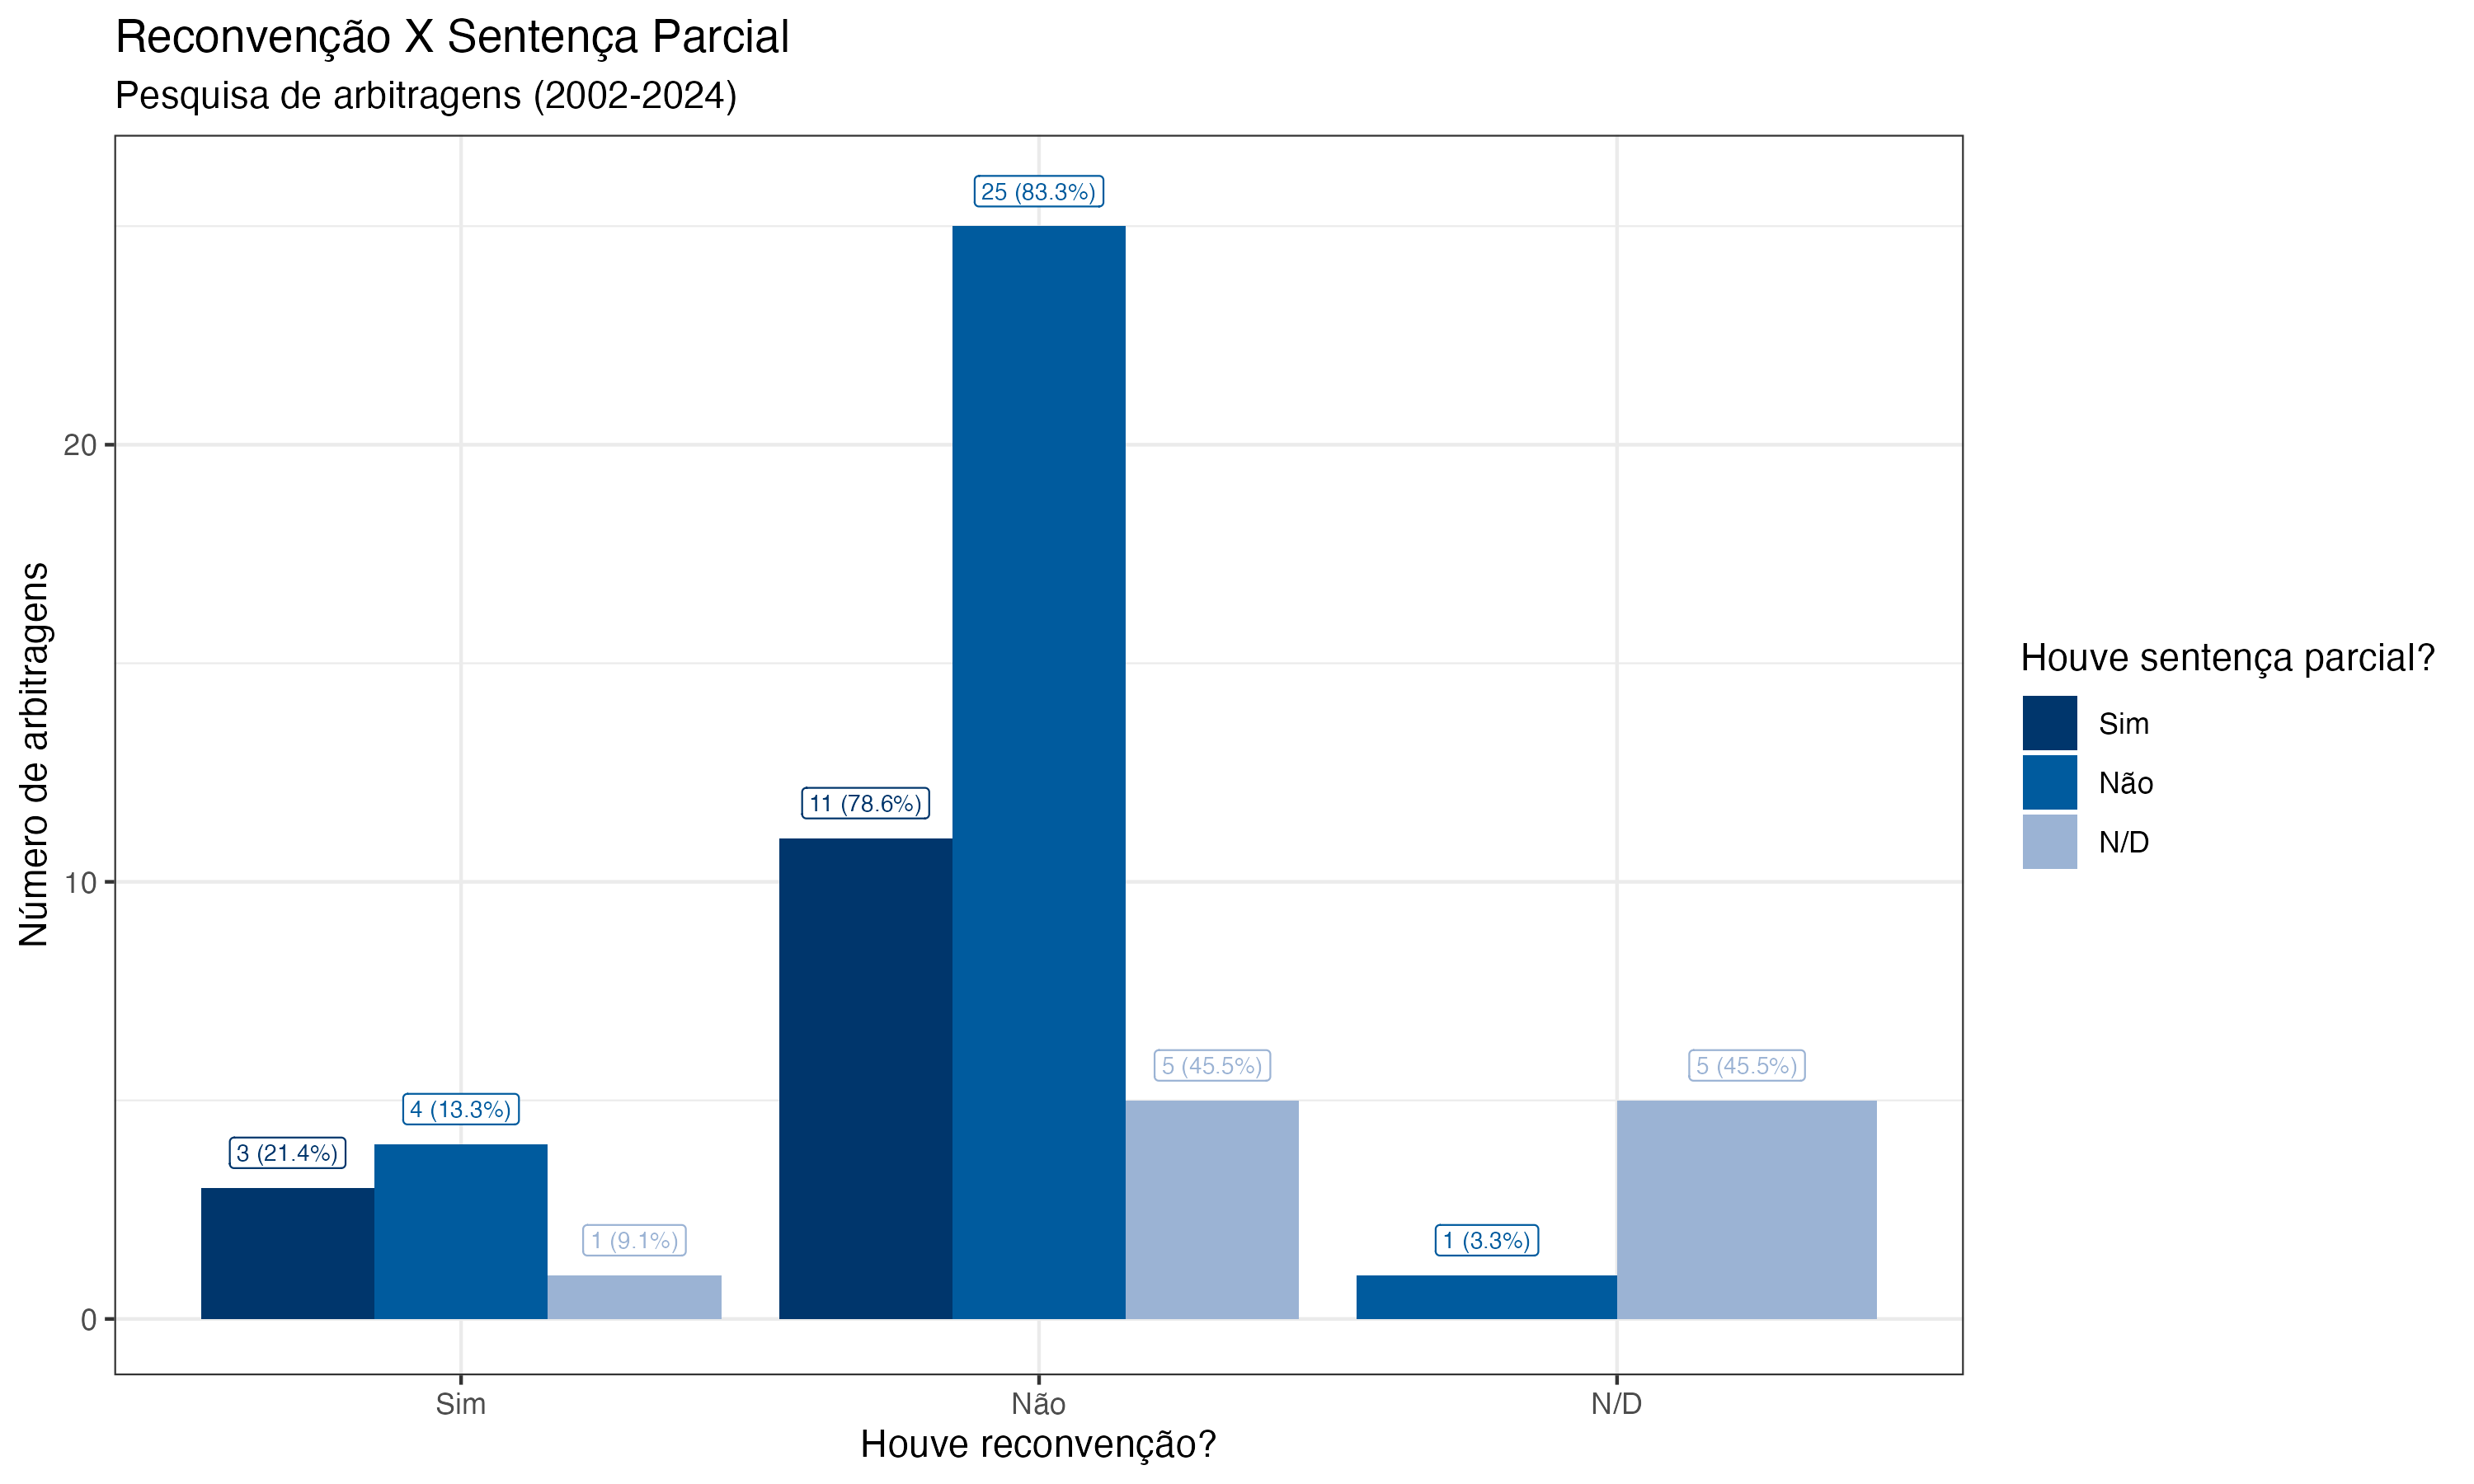 Reconvenção X Sentença Parcial
Pesquisa de arbitragens (2002-2024)
Número de arbitragens
20
10
0
25 (83.3%)
11 (78.6%)
5 (45.5%)
5 (45.5%)
4 (13.3%)
3 (21.4%)
1 (9.1%)
1 (3.3%)
Sim
Não
N/D
Houve reconvenção?
Houve sentença parcial?
Sim
Não
N/D